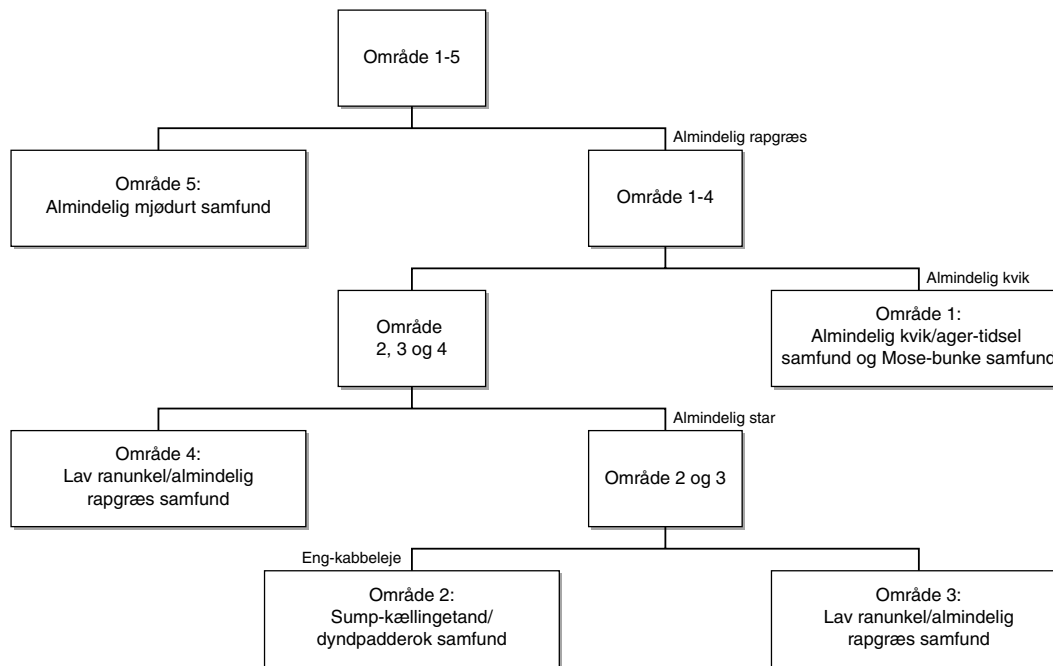 Område 1-5
Almindelig rapgræs
Område 5:
Almindelig mjødurt samfund
Område 1-4
Almindelig kvik
Område
2, 3 og 4
Område 1:
Almindelig kvik/ager-tidsel
samfund og Mose-bunke samfund
Almindelig star
Område 4:
Lav ranunkel/almindelig
rapgræs samfund
Område 2 og 3
Eng-kabbeleje
Område 2:
Sump-kællingetand/
dyndpadderok samfund
Område 3:
Lav ranunkel/almindelig
rapgræs samfund